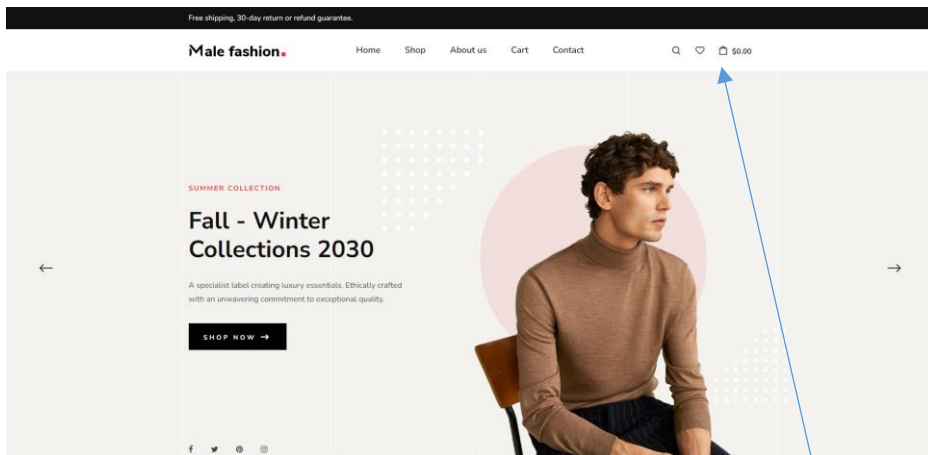 Free shipping, 30-day return or refund guarantee.
Male fashion.
Home Shop About us Cart Contact
$0.00
SUMMER COLLECTION
Fall - Winter
Collections 2030
A specialist label creating luxury essentials. Ethically crafted
with an unwavering commitment to exceptional quality.
SHOP NOW →